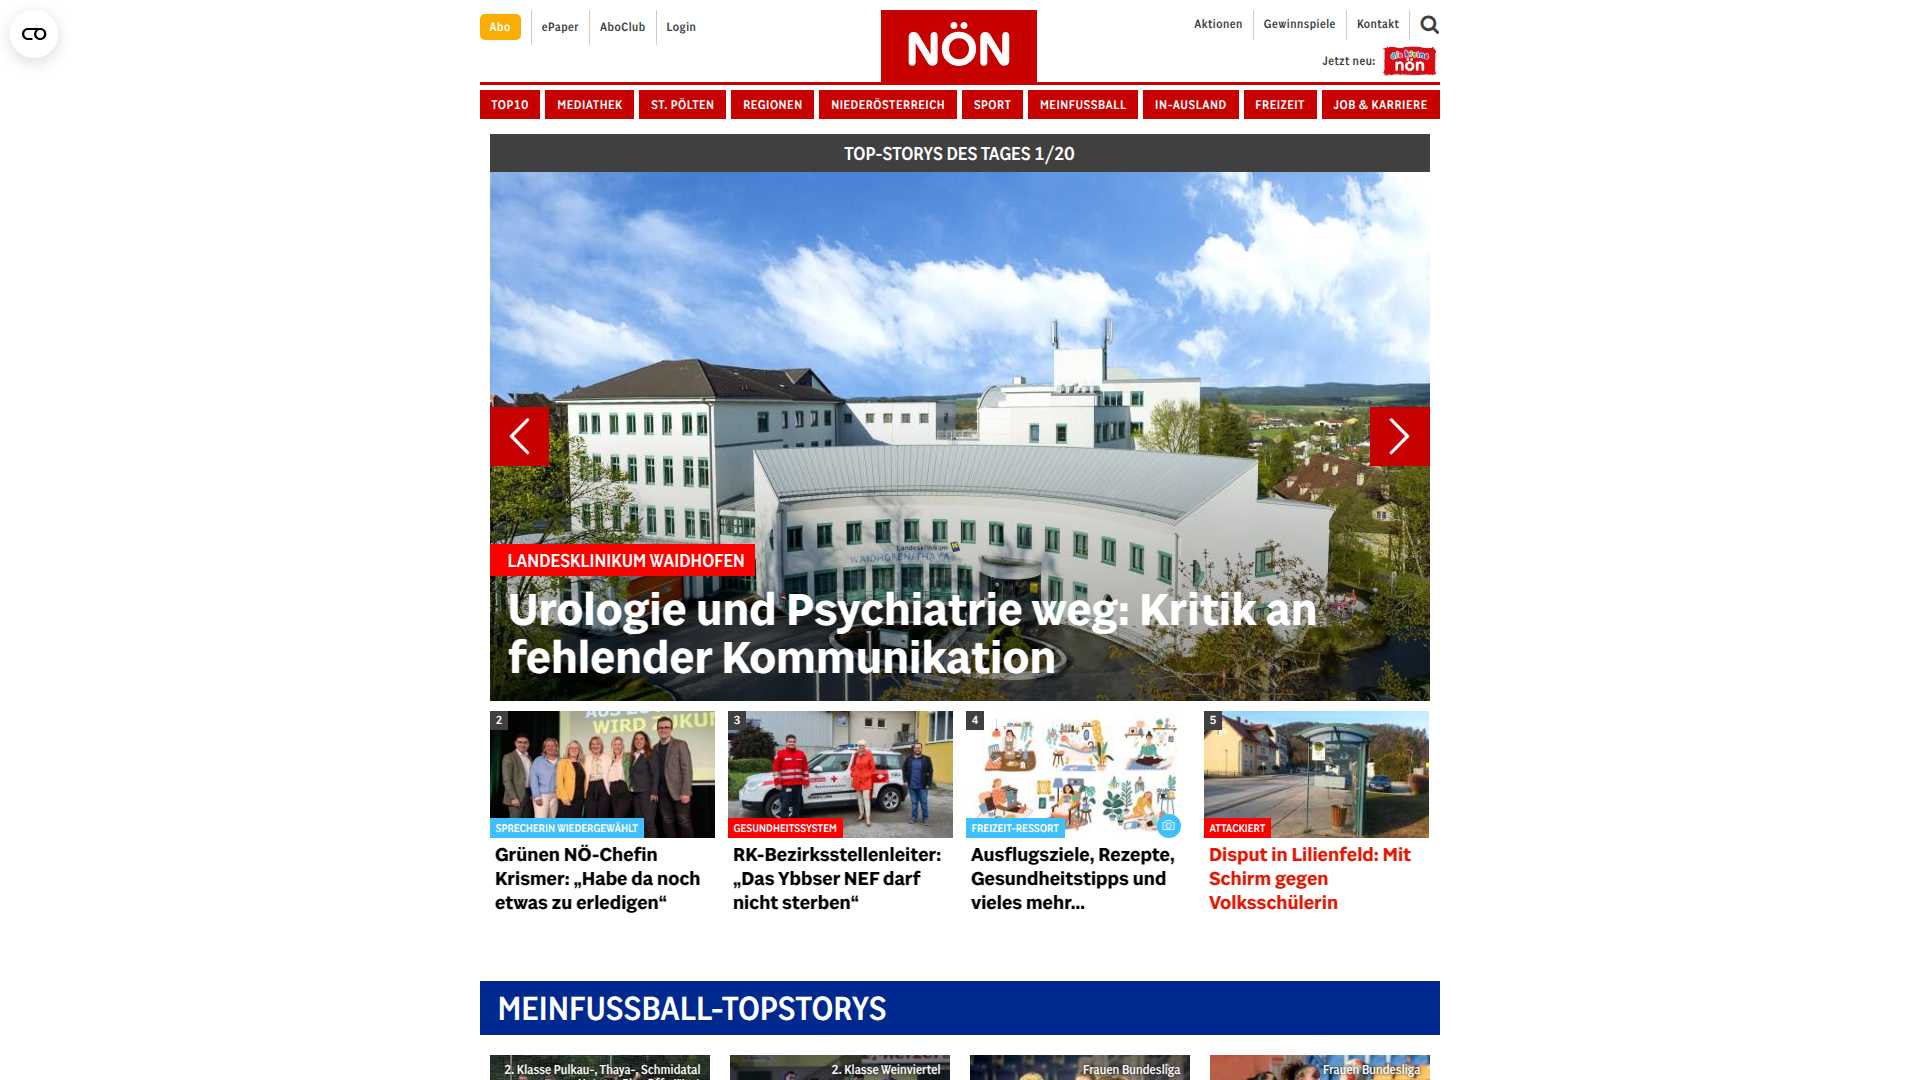 Abo
ePaper
AboClub
Login
NÖN
Aktionen
Gewinnspiele
Kontakt
Jetzt neu:
die kleine
nön
TOP10
MEDIATHEK
ST. PÖLTEN
REGIONEN
NIEDERÖSTERREICH
SPORT
MEINFUSSBALL
IN-AUSLAND
FREIZEIT
JOB & KARRIERE
TOP-STORYS DES TAGES 1/20
Landesklinikum
WAIDHOFEN/THAYA
LANDESKLINIKUM WAIDHOFEN
Urologie und Psychiatrie weg: Kritik an
fehlender Kommunikation
2
WIRD ZUKU
SPRECHERIN WIEDERGEWÄHLT
Grünen NÖ-Chefin
Krismer: „Habe da noch
etwas zu erledigen“
3
GESUNDHEITSSYSTEM
RK-Bezirksstellenleiter:
„Das Ybbser NEF darf
nicht sterben“
4
FREIZEIT-RESSORT
Ausflugsziele, Rezepte,
Gesundheitstipps und
vieles mehr...
5
ATTACKIERT
Disput in Lilienfeld: Mit
Schirm gegen
Volksschülerin
MEINFUSSBALL-TOPSTORYS
2. Klasse Pulkau-, Thaya-, Schmidatal
2. Klasse Weinviertel
Frauen Bundesliga
Frauen Bundesliga